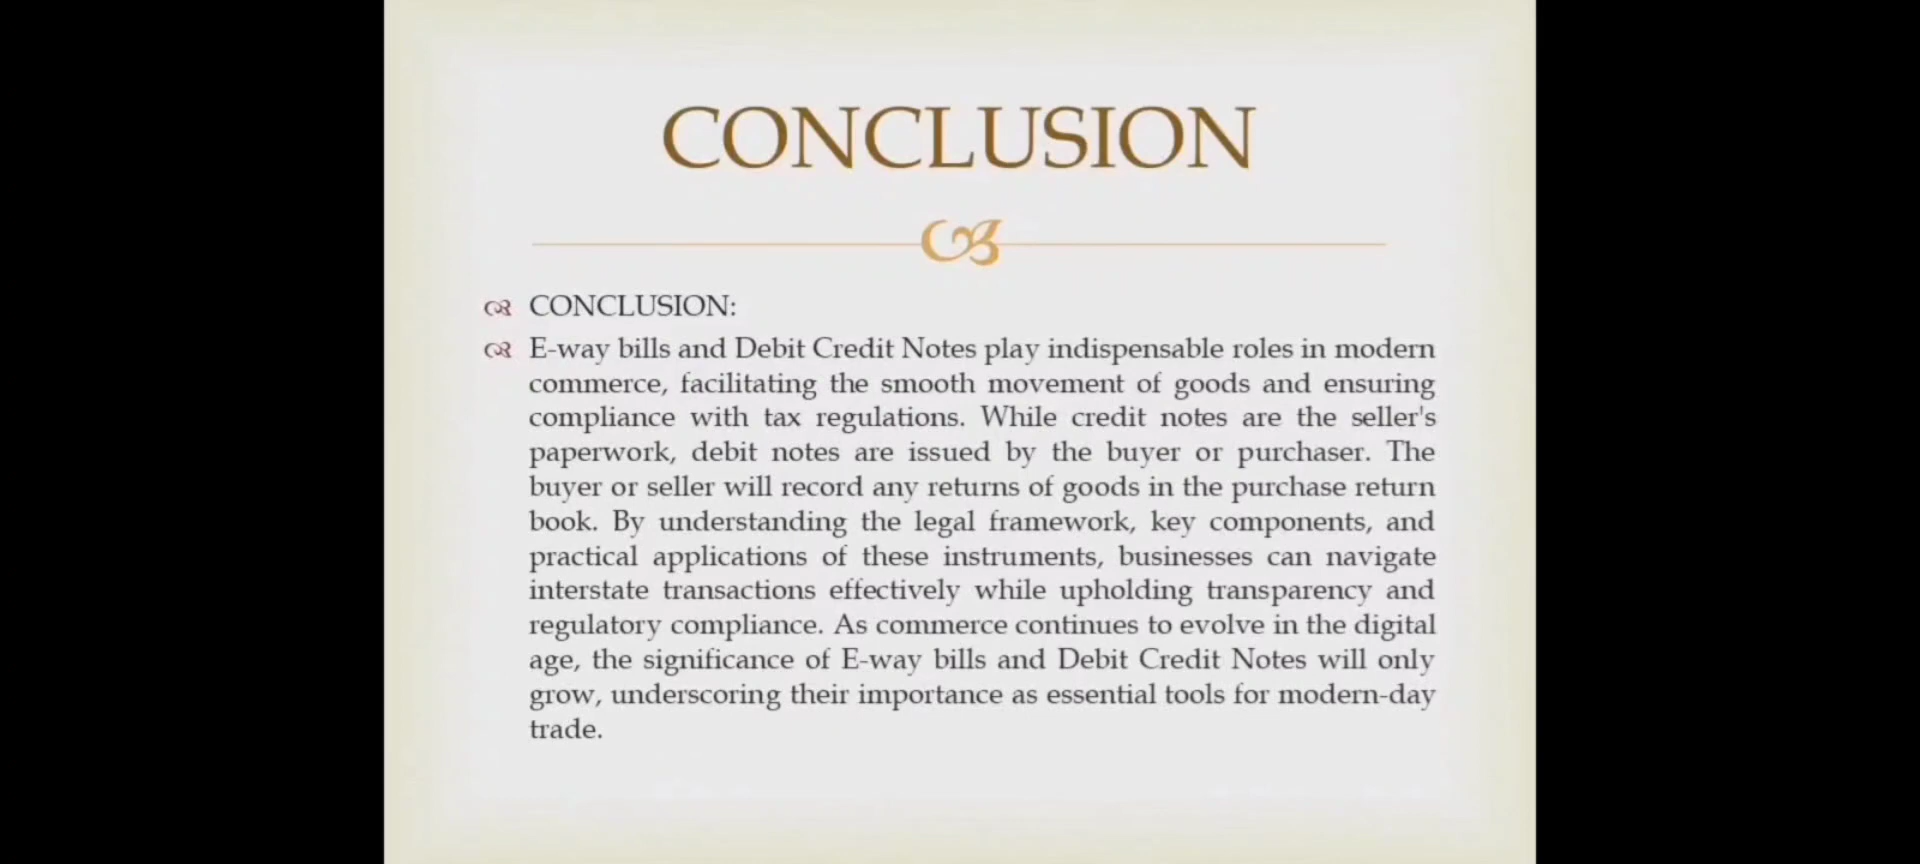 CONCLUSION
CONCLUSION:
E-way bills and Debit Credit Notes play indispensable roles in modern
commerce, facilitating the smooth movement of goods and ensuring
compliance with tax regulations. While credit notes are the seller's
paperwork, debit notes are issued by the buyer or purchaser. The
buyer or seller will record any returns of goods in the purchase return
book. By understanding the legal framework, key components, and
practical applications of these instruments, businesses can navigate
interstate transactions effectively while upholding transparency and
regulatory compliance. As commerce continues to evolve in the digital
age, the significance of E-way bills and Debit Credit Notes will only
grow, underscoring their importance as essential tools for modern-day
trade.